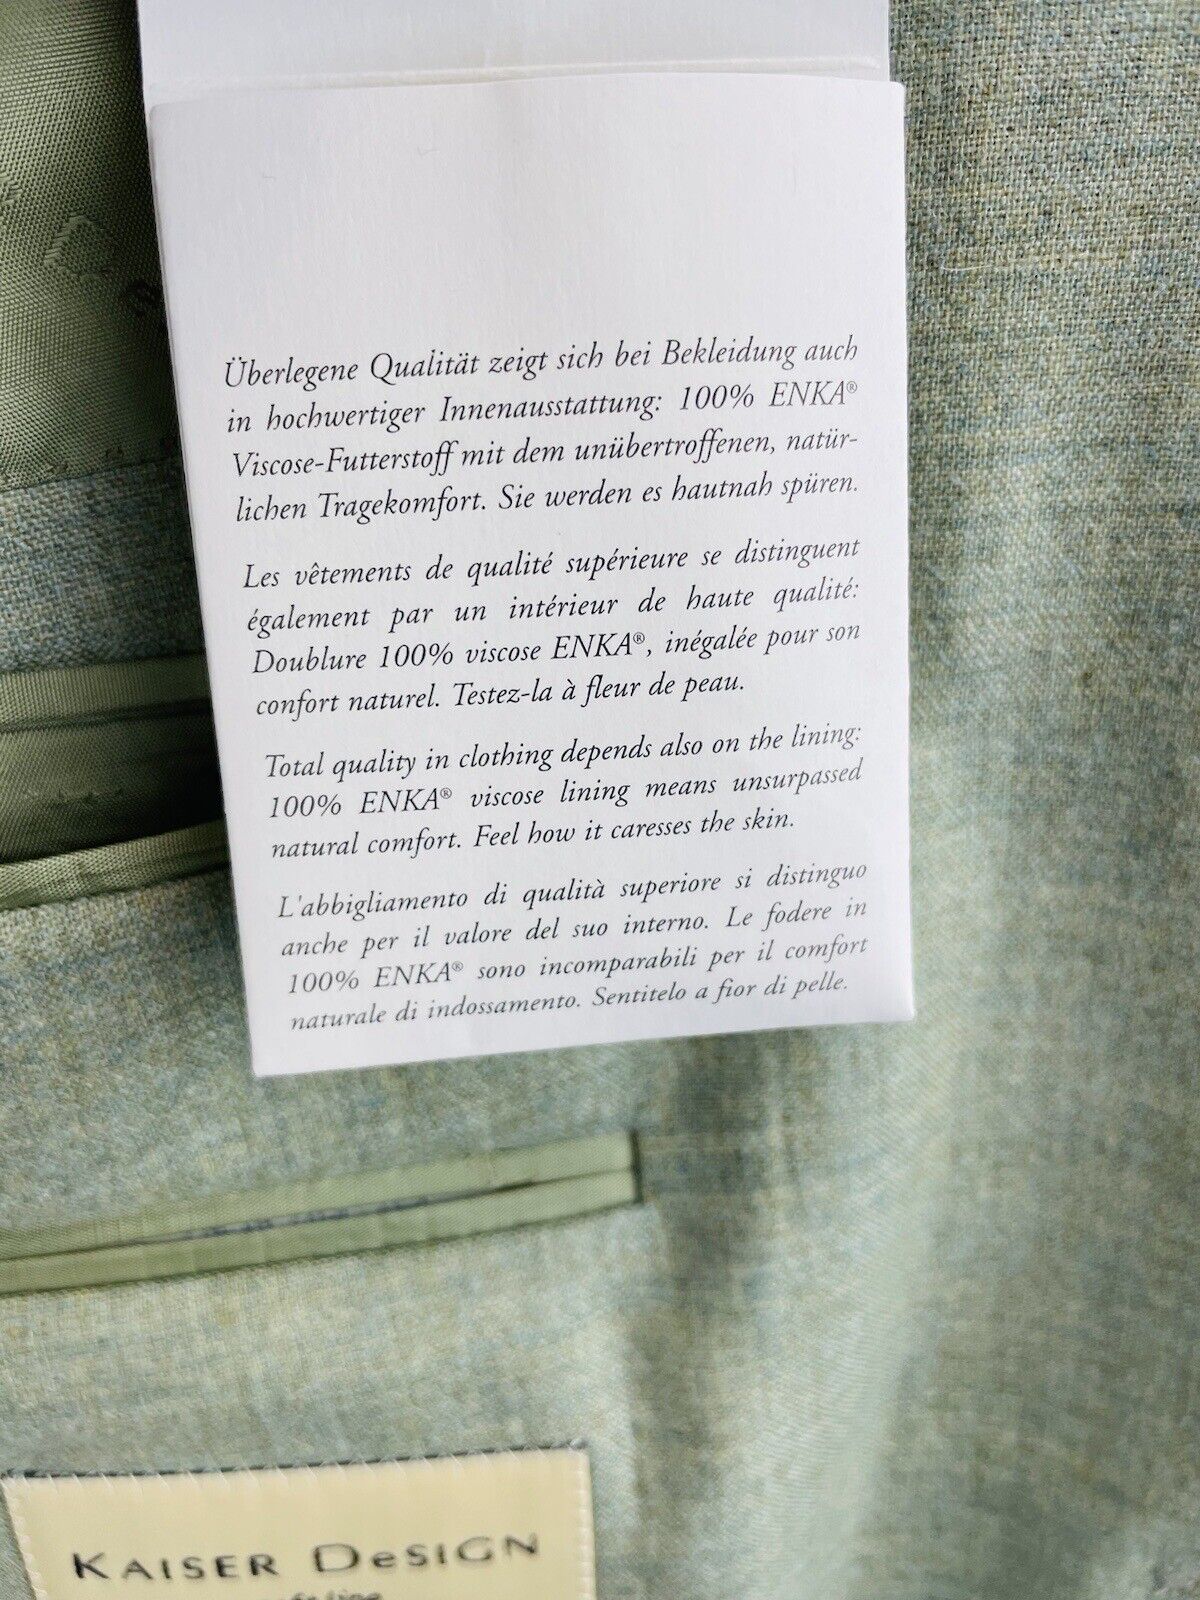 Überlegene Qualität zeigt sich bei Bekleidung auch
in hochwertiger Innenausstattung: 100% ENKA®
Viscose-Futterstoff mit dem unübertroffenen, natür-
lichen Tragekomfort. Sie werden es hautnah spüren.
Les vêtements de qualité supérieure se distinguent
également par un intérieur de haute qualité:
Doublure 100% viscose ENKA®, inégalée pour son
confort naturel. Testez-la à fleur de peau.
Total quality in clothing depends also on the lining:
100% ENKA® viscose lining means unsurpassed
natural comfort. Feel how it caresses the skin.
L'abbigliamento di qualità superiore si distinguo
anche per il valore del suo interno. Le fodere in
100% ENKA® sono incomparabili per il comfort
naturale di indossamento. Sentitelo a fior di pelle.
KAISER DeSIGN